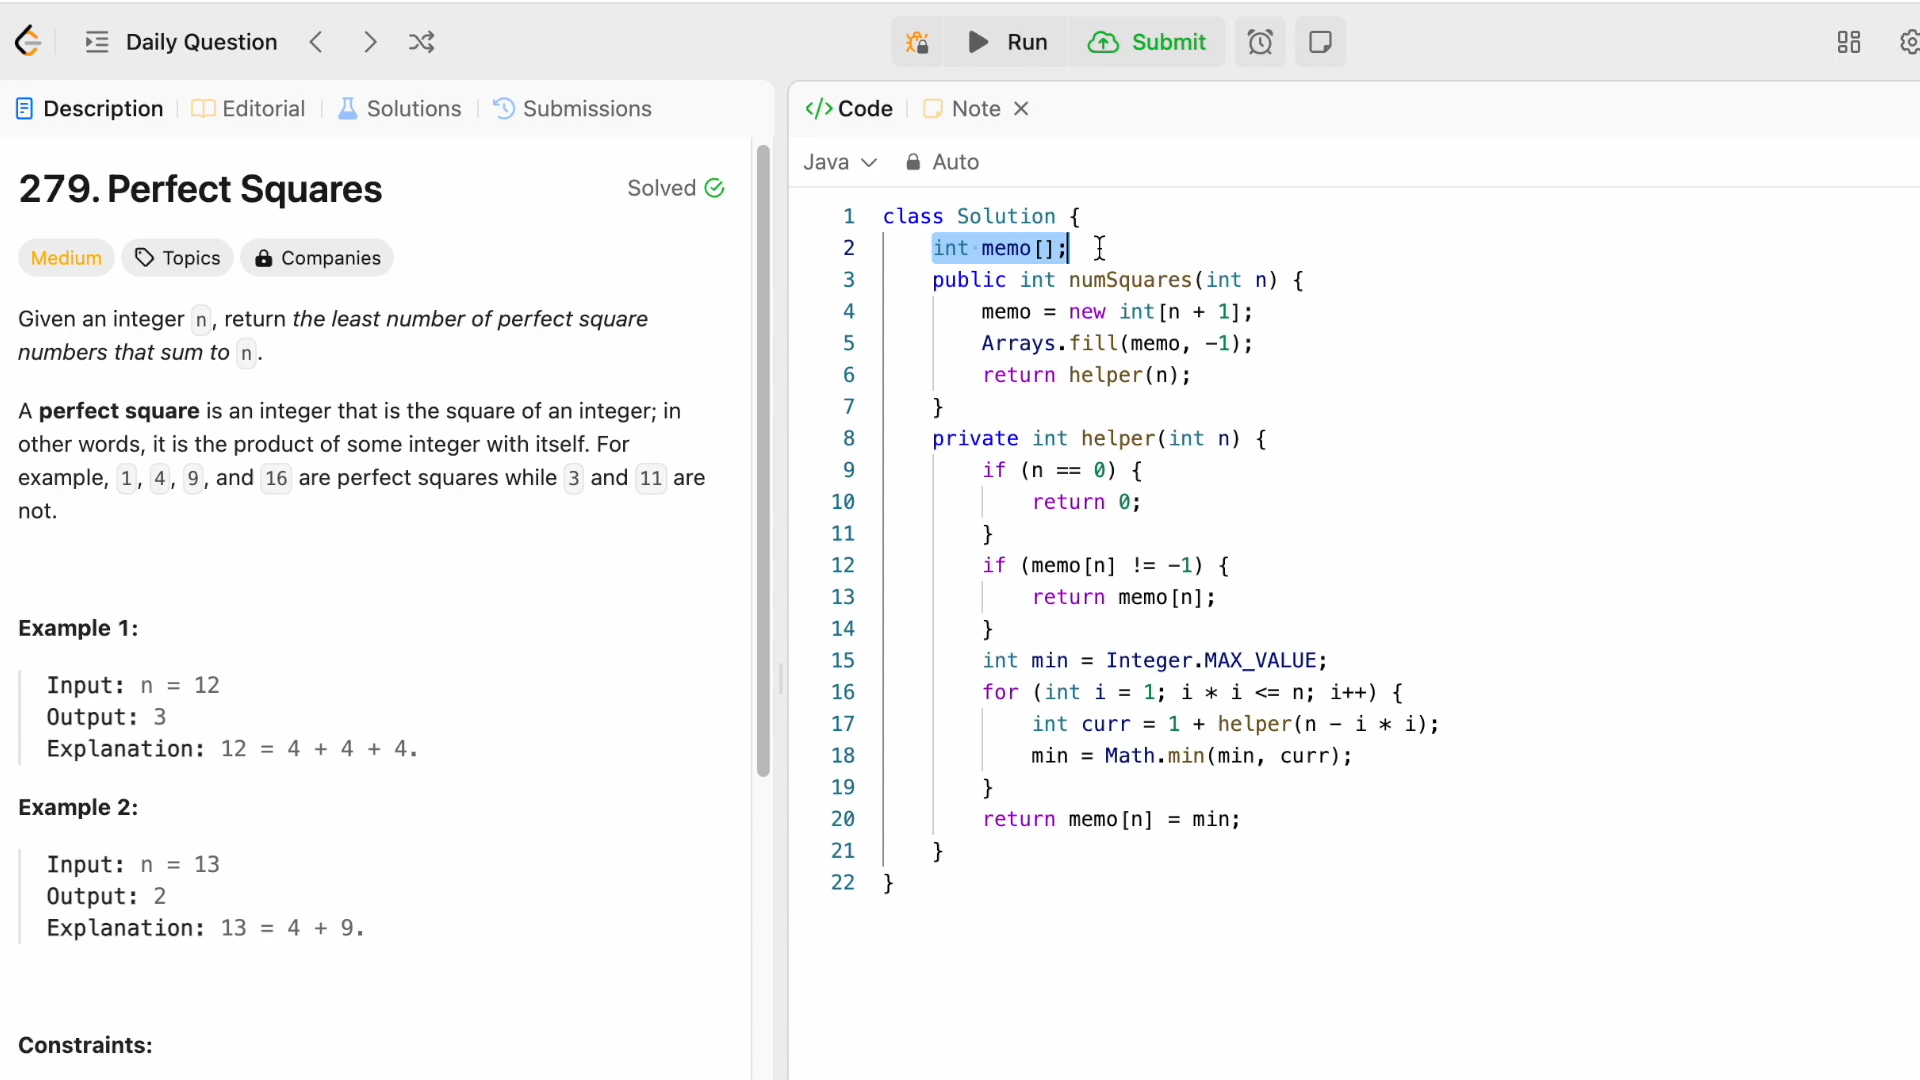 Daily Question
Run
Submit
Description
Editorial
Solutions
Submissions
279. Perfect Squares
Solved
Medium
Topics
Companies
Given an integer n, return the least number of perfect square
numbers that sum to n.
A perfect square is an integer that is the square of an integer; in
other words, it is the product of some integer with itself. For
example, 1, 4, 9, and 16 are perfect squares while 3 and 11 are
not.
Example 1:
Input: n = 12
Output: 3
Explanation: 12 = 4 + 4 + 4.
Example 2:
Input: n = 13
Output: 2
Explanation: 13 = 4 + 9.
Constraints:
</> Code
Note
Java
Auto
1 class Solution {
2 int memo[];
3 public int numSquares(int n) {
4 memo = new int[n + 1];
5 Arrays.fill(memo, -1);
6 return helper(n);
7 }
8 private int helper(int n) {
9 if (n == 0) {
10 return 0;
11 }
12 if (memo[n] != -1) {
13 return memo[n];
14 }
15 int min = Integer.MAX_VALUE;
16 for (int i = 1; i * i <= n; i++) {
17 int curr = 1 + helper(n - i * i);
18 min = Math.min(min, curr);
19 }
20 return memo[n] = min;
21 }
22 }